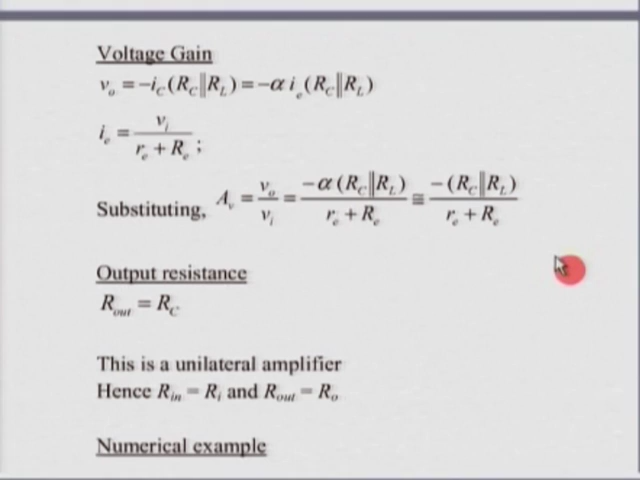 Voltage Gain
v_o = -i_C (R_C || R_L) = -α i_e (R_C || R_L)
i_e = v_i / (r_e + R_e) ;
Substituting, A_v = v_o / v_i = -α (R_C || R_L) / (r_e + R_e) ≅ -(R_C || R_L) / (r_e + R_e)
Output resistance
R_out = R_C
This is a unilateral amplifier
Hence R_in = R_i and R_out = R_o
Numerical example